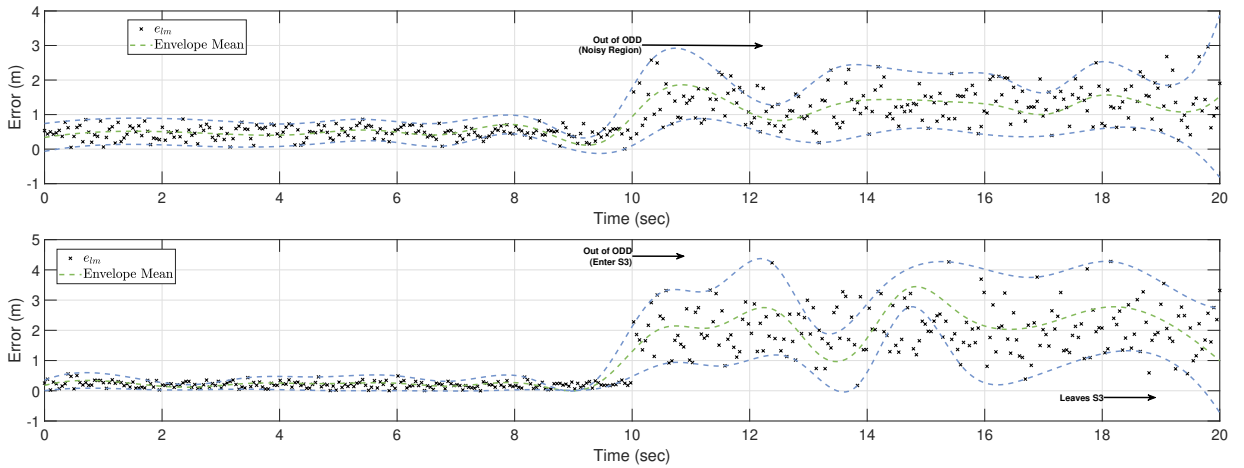 4
3
2
1
0
-1
Error (m)
e_lm
Envelope Mean
Out of ODD
(Noisy Region)
0 2 4 6 8 10 12 14 16 18 20
Time (sec)
5
4
3
2
1
0
-1
Error (m)
e_lm
Envelope Mean
Out of ODD
(Enter S3)
Leaves S3
0 2 4 6 8 10 12 14 16 18 20
Time (sec)